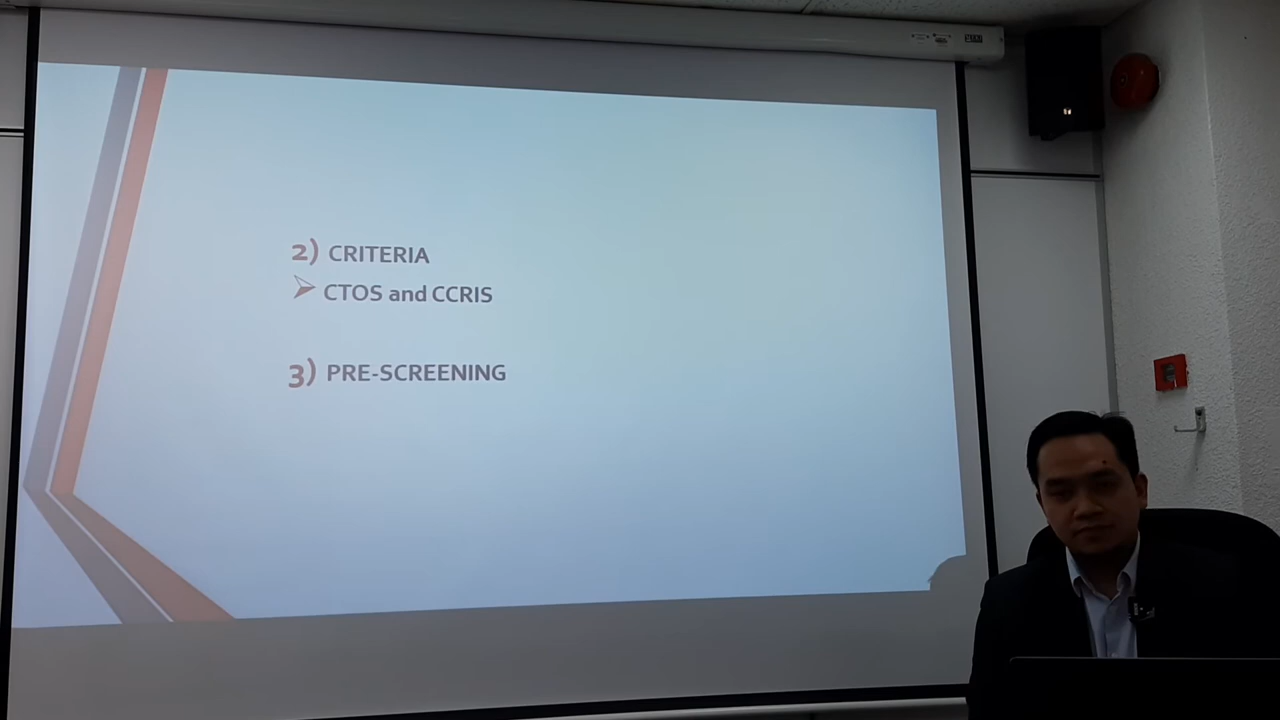 2) CRITERIA
CTOS and CCRIS
3) PRE-SCREENING